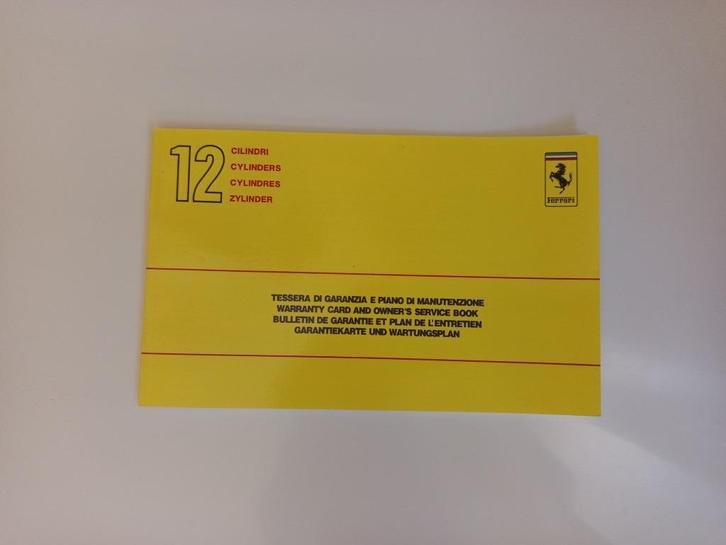 12
CILINDRI
CYLINDERS
CYLINDRES
ZYLINDER
Ferrari
TESSERA DI GARANZIA E PIANO DI MANUTENZIONE
WARRANTY CARD AND OWNER'S SERVICE BOOK
BULLETIN DE GARANTIE ET PLAN DE L'ENTRETIEN
GARANTIEKARTE UND WARTUNGSPLAN